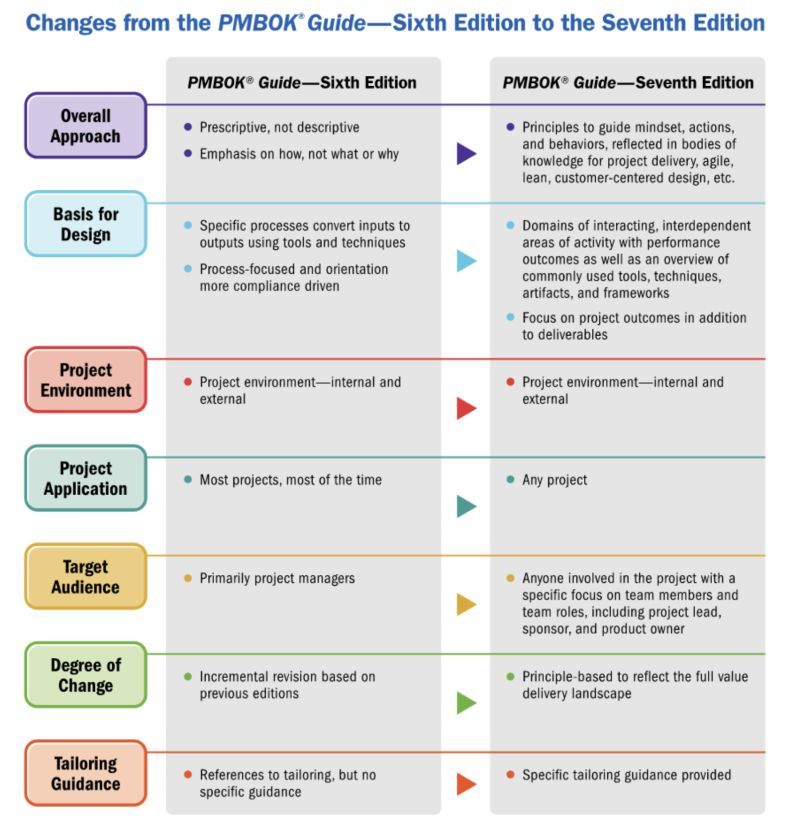 Changes from the PMBOK® Guide—Sixth Edition to the Seventh Edition
PMBOK® Guide—Sixth Edition
PMBOK® Guide—Seventh Edition
Overall
Approach
● Prescriptive, not descriptive
● Emphasis on how, not what or why
● Principles to guide mindset, actions,
and behaviors, reflected in bodies of
knowledge for project delivery, agile,
lean, customer-centered design, etc.
Basis for
Design
● Specific processes convert inputs to
outputs using tools and techniques
● Process-focused and orientation
more compliance driven
● Domains of interacting, interdependent
areas of activity with performance
outcomes as well as an overview of
commonly used tools, techniques,
artifacts, and frameworks
● Focus on project outcomes in addition
to deliverables
Project
Environment
● Project environment—internal and
external
● Project environment—internal and
external
Project
Application
● Most projects, most of the time
● Any project
Target
Audience
● Primarily project managers
● Anyone involved in the project with a
specific focus on team members and
team roles, including project lead,
sponsor, and product owner
Degree of
Change
● Incremental revision based on
previous editions
● Principle-based to reflect the full value
delivery landscape
Tailoring
Guidance
● References to tailoring, but no
specific guidance
● Specific tailoring guidance provided